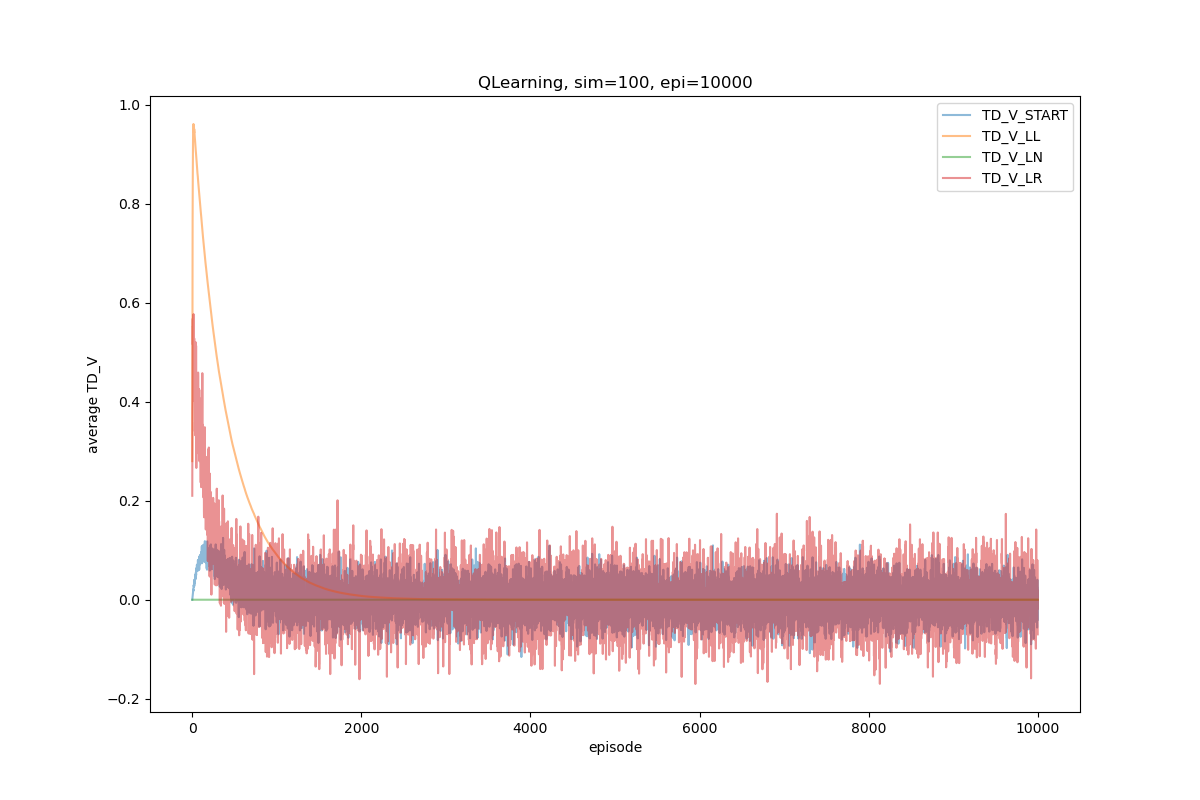 QLearning, sim=100, epi=10000
TD_V_START
TD_V_LL
TD_V_LN
TD_V_LR
average TD_V
1.0
0.8
0.6
0.4
0.2
0.0
−0.2
0 2000 4000 6000 8000 10000
episode